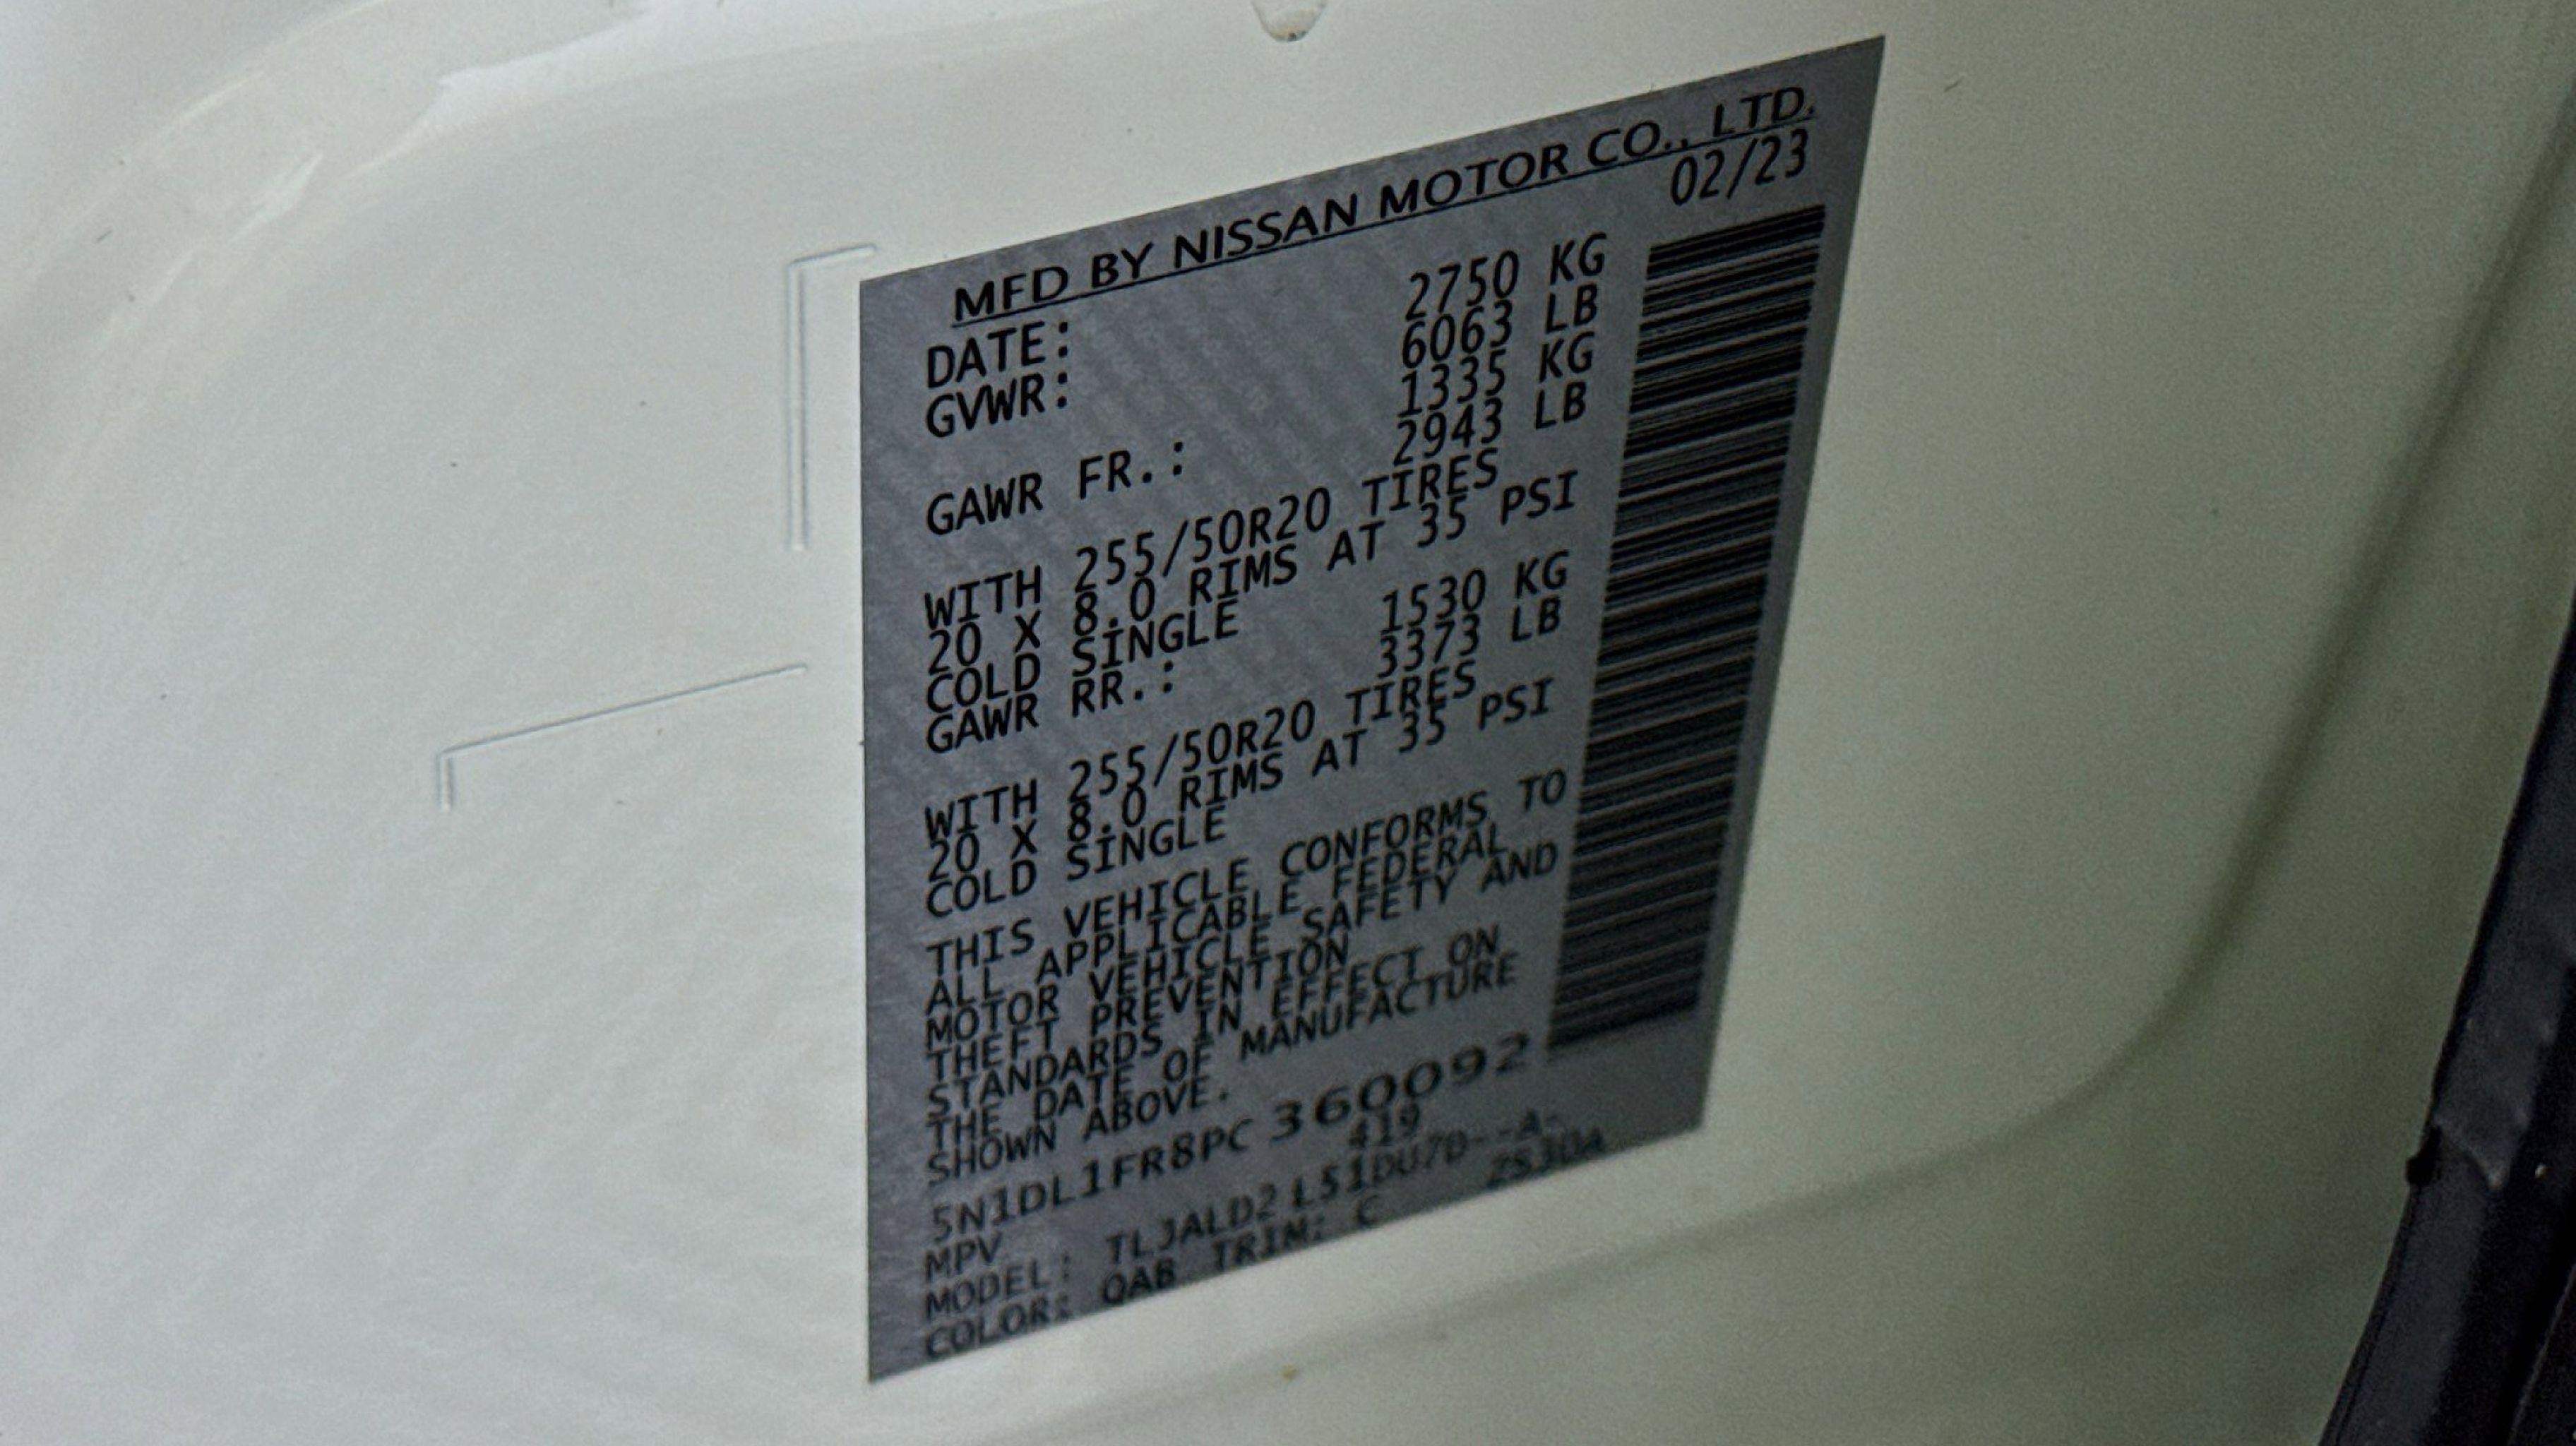 MFD BY NISSAN MOTOR CO., LTD.
DATE: 02/23
GVWR: 2750 KG
6063 LB
GAWR FR.: 1335 KG
2943 LB
WITH 255/50R20 TIRES
20 X 8.0 RIMS AT 35 PSI
COLD SINGLE
GAWR RR.: 1530 KG
3373 LB
WITH 255/50R20 TIRES
20 X 8.0 RIMS AT 35 PSI
COLD SINGLE
THIS VEHICLE CONFORMS TO
ALL APPLICABLE FEDERAL
MOTOR VEHICLE SAFETY AND
THEFT PREVENTION
STANDARDS IN EFFECT ON
THE DATE OF MANUFACTURE
SHOWN ABOVE.
5N1DL1FR8PC 360092
MPV 419
MODEL: TLJALD2 L51DU7D--A-
COLOR: QAB TRIM: C